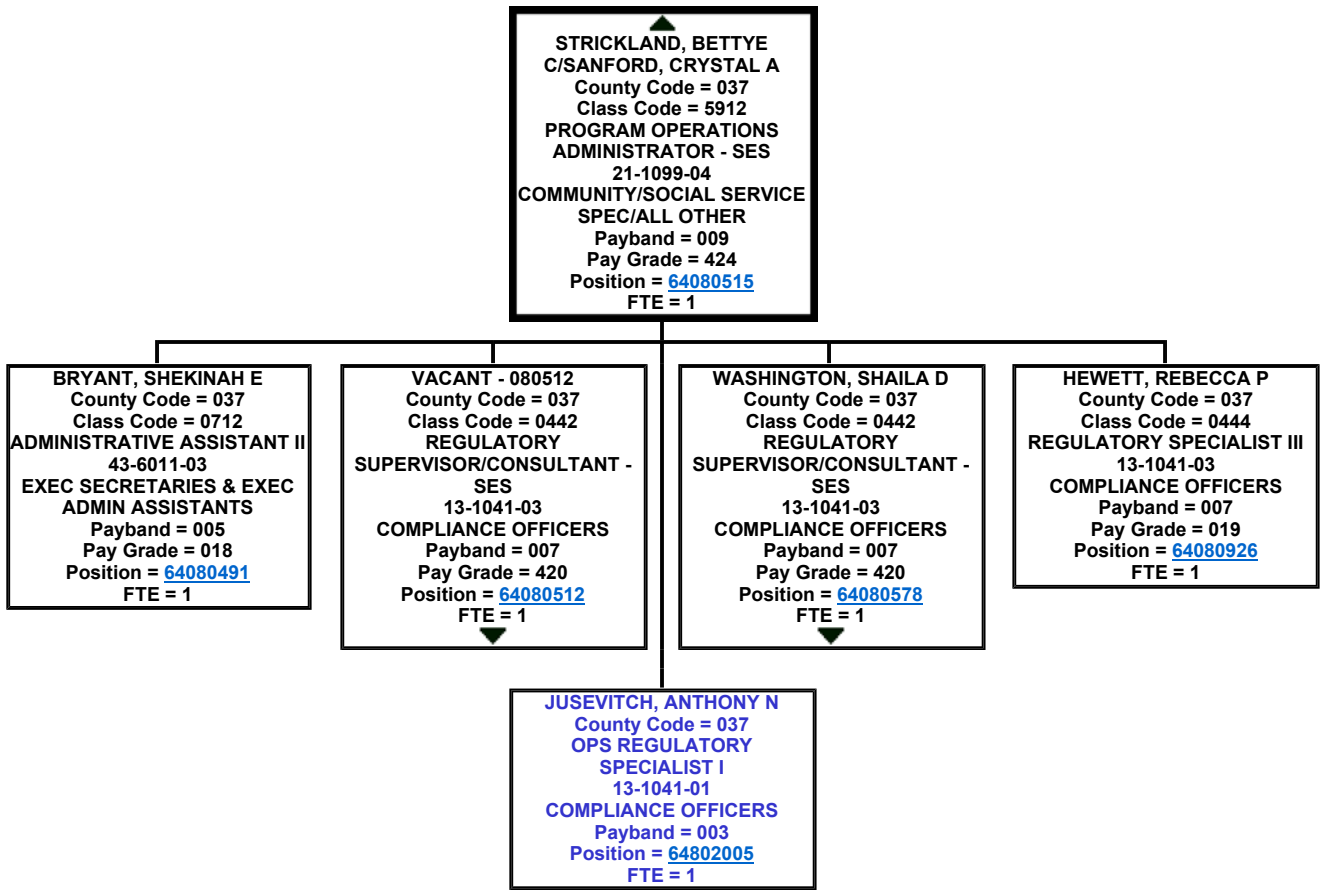 STRICKLAND, BETTYE
C/SANFORD, CRYSTAL A
County Code = 037
Class Code = 5912
PROGRAM OPERATIONS
ADMINISTRATOR - SES
21-1099-04
COMMUNITY/SOCIAL SERVICE
SPEC/ALL OTHER
Payband = 009
Pay Grade = 424
Position = 64080515
FTE = 1
BRYANT, SHEKINAH E
County Code = 037
Class Code = 0712
ADMINISTRATIVE ASSISTANT II
43-6011-03
EXEC SECRETARIES & EXEC
ADMIN ASSISTANTS
Payband = 005
Pay Grade = 018
Position = 64080491
FTE = 1
VACANT - 080512
County Code = 037
Class Code = 0442
REGULATORY
SUPERVISOR/CONSULTANT -
SES
13-1041-03
COMPLIANCE OFFICERS
Payband = 007
Pay Grade = 420
Position = 64080512
FTE = 1
WASHINGTON, SHAILA D
County Code = 037
Class Code = 0442
REGULATORY
SUPERVISOR/CONSULTANT -
SES
13-1041-03
COMPLIANCE OFFICERS
Payband = 007
Pay Grade = 420
Position = 64080578
FTE = 1
HEWETT, REBECCA P
County Code = 037
Class Code = 0444
REGULATORY SPECIALIST III
13-1041-03
COMPLIANCE OFFICERS
Payband = 007
Pay Grade = 019
Position = 64080926
FTE = 1
JUSEVITCH, ANTHONY N
County Code = 037
OPS REGULATORY
SPECIALIST I
13-1041-01
COMPLIANCE OFFICERS
Payband = 003
Position = 64802005
FTE = 1